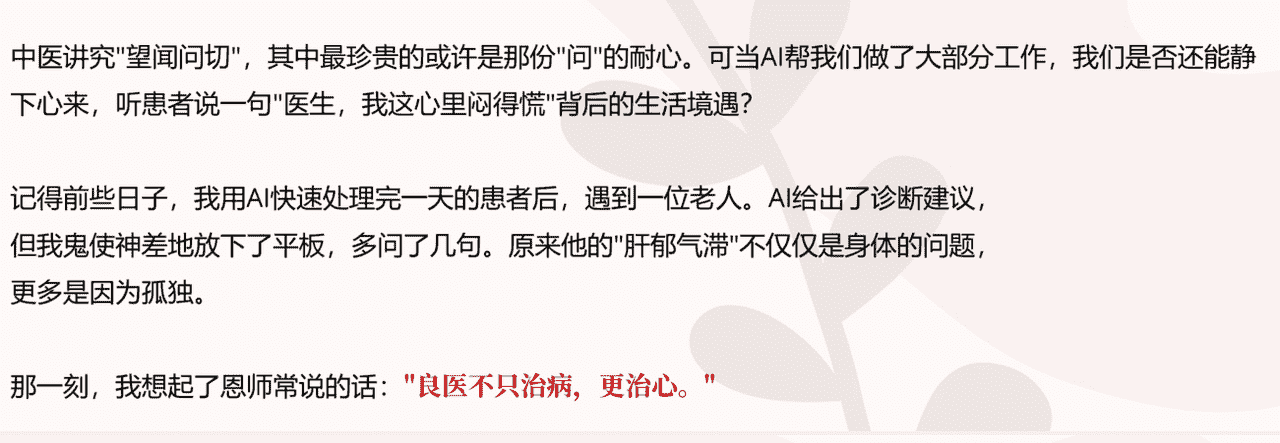 中医讲究"望闻问切"，其中最珍贵的或许是那份"问"的耐心。可当AI帮我们做了大部分工作，我们是否还能静
下心来，听患者说一句"医生，我这心里闷得慌"背后的生活境遇？
记得前些日子，我用AI快速处理完一天的患者后，遇到一位老人。AI给出了诊断建议，
但我鬼使神差地放下了平板，多问了几句。原来他的"肝郁气滞"不仅仅是身体的问题，
更多是因为孤独。
那一刻，我想起了恩师常说的话："良医不只治病，更治心。"